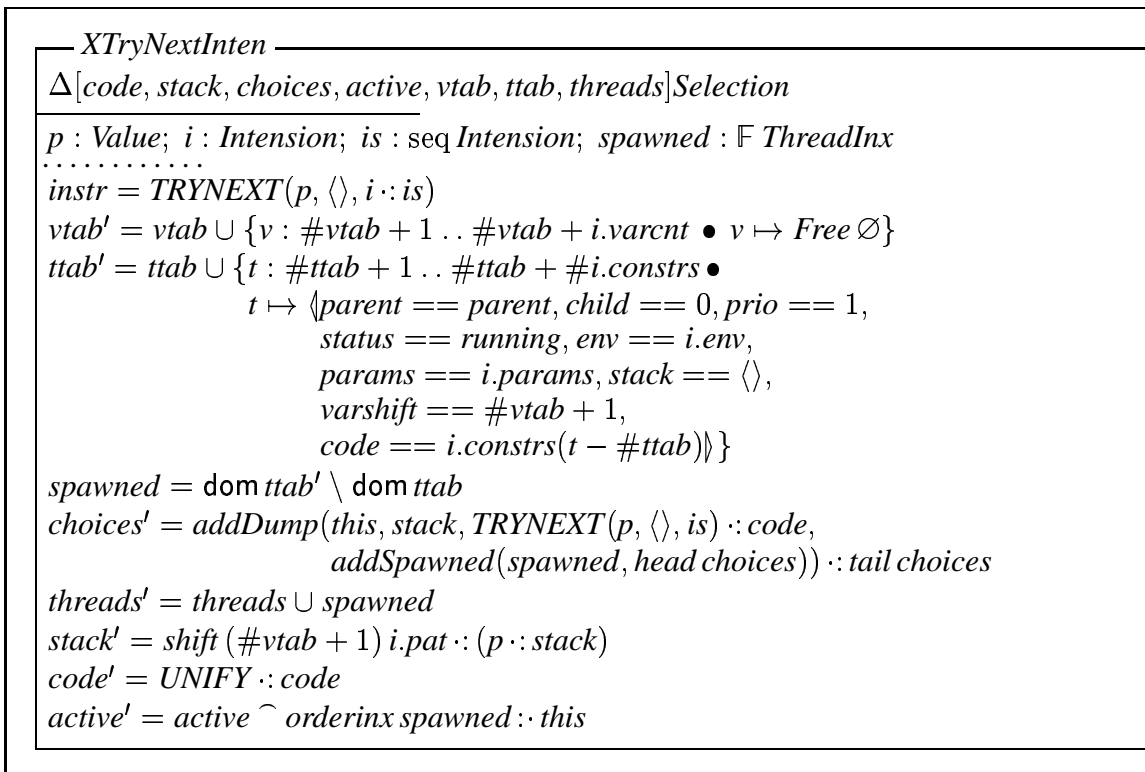 XTryNextInten
Δ[code, stack, choices, active, vtab, ttab, threads]Selection
p : Value; i : Intension; is : seq Intension; spawned : 𝔽 ThreadInx
instr = TRYNEXT(p, ⟨⟩, i ·: is)
vtab′ = vtab ∪ {v : #vtab + 1 .. #vtab + i.varcnt • v ↦ Free ∅}
ttab′ = ttab ∪ {t : #ttab + 1 .. #ttab + #i.constrs •
t ↦ ⦉parent == parent, child == 0, prio == 1,
status == running, env == i.env,
params == i.params, stack == ⟨⟩,
varshift == #vtab + 1,
code == i.constrs(t − #ttab)⦊}
spawned = dom ttab′ \ dom ttab
choices′ = addDump(this, stack, TRYNEXT(p, ⟨⟩, is) ·: code,
addSpawned(spawned, head choices)) ·: tail choices
threads′ = threads ∪ spawned
stack′ = shift (#vtab + 1) i.pat ·: (p ·: stack)
code′ = UNIFY ·: code
active′ = active ⌢ orderinx spawned :· this